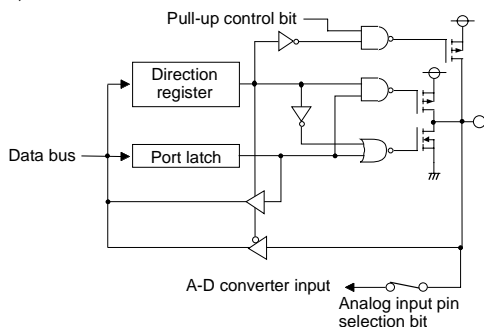 Pull-up control bit
Direction
register
Data bus
Port latch
A-D converter input
Analog input pin
selection bit